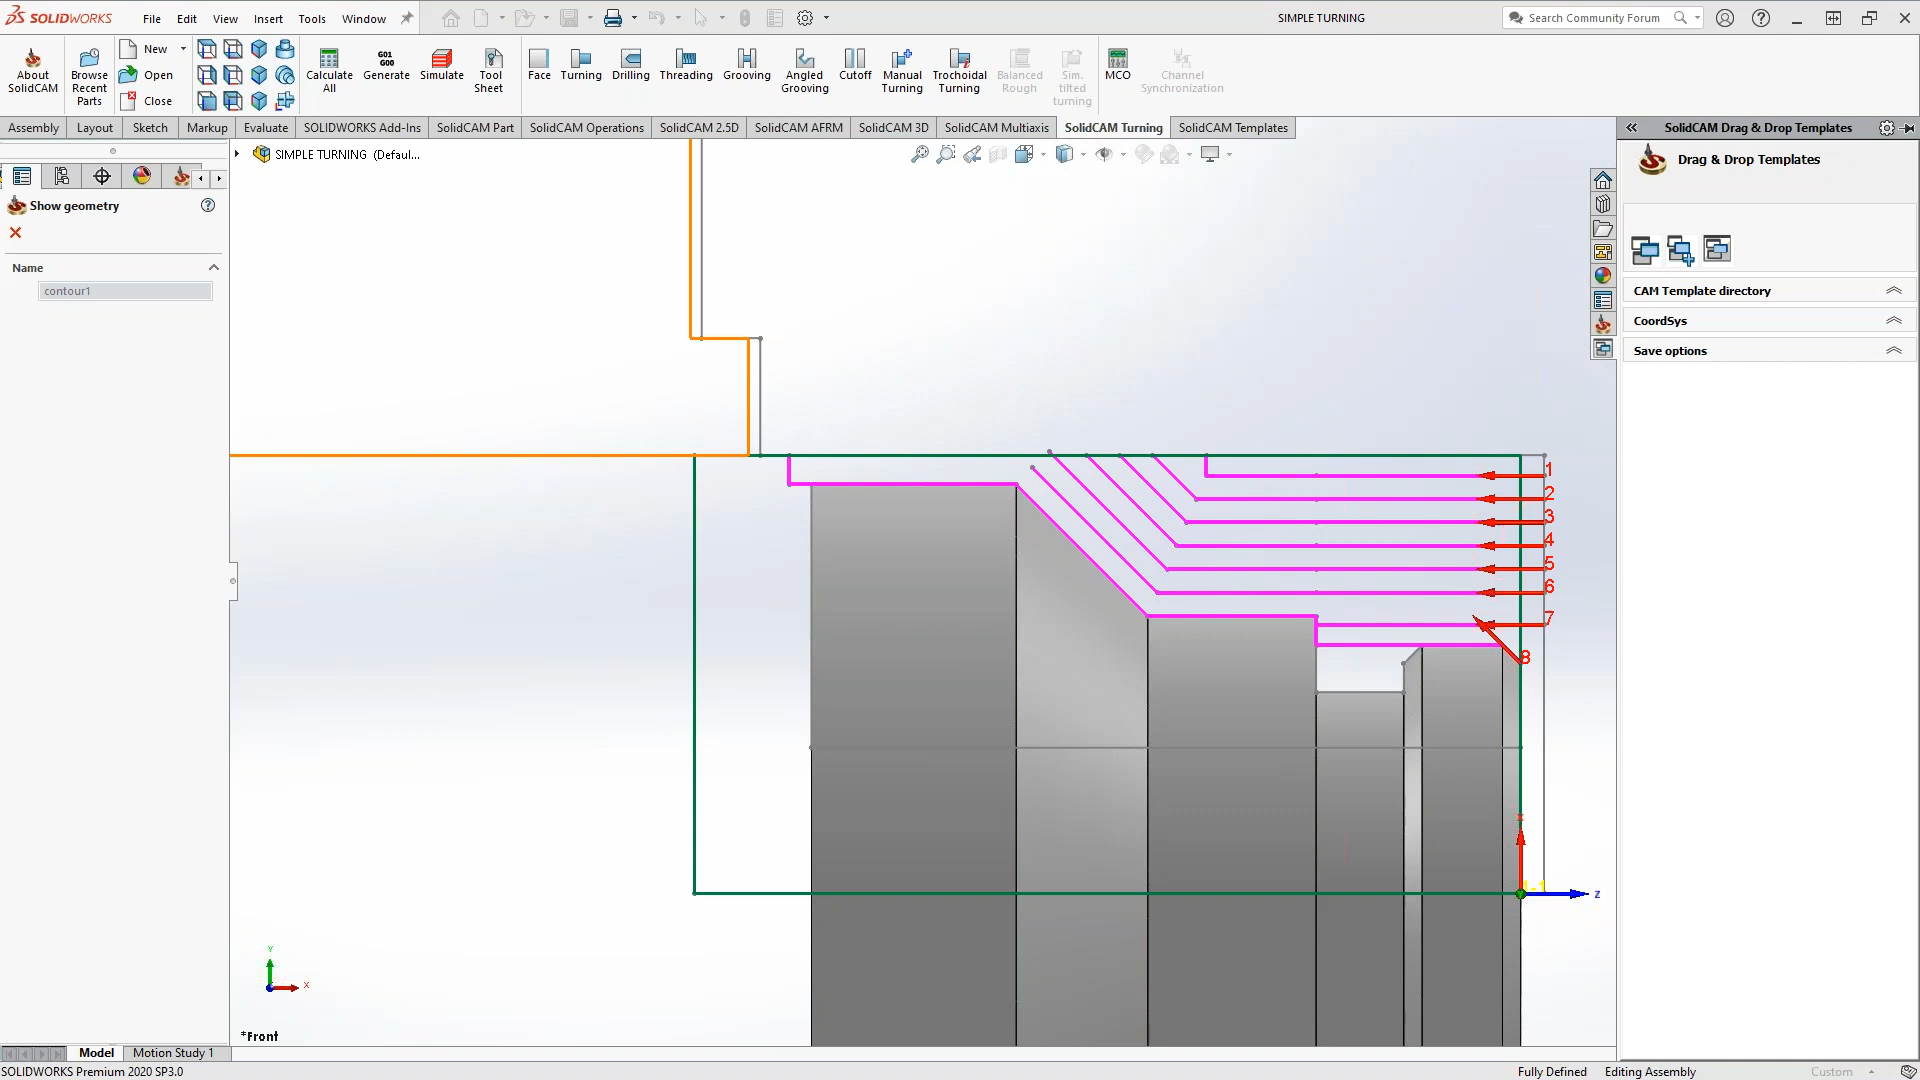 SOLIDWORKS File Edit View Insert Tools Window SIMPLE TURNING Search Community Forum
About SolidCAM
Browse Recent Parts
New
Open
Close
Calculate All
G01 G00
Generate
Simulate
Tool Sheet
Face
Turning
Drilling
Threading
Grooving
Angled Grooving
Cutoff
Manual Turning
Trochoidal Turning
Balanced Rough
Sim. tilted turning
MCO
Channel Synchronization
Assembly Layout Sketch Markup Evaluate SOLIDWORKS Add-Ins SolidCAM Part SolidCAM Operations SolidCAM 2.5D SolidCAM AFRM SolidCAM 3D SolidCAM Multiaxis SolidCAM Turning SolidCAM Templates
SolidCAM Drag & Drop Templates
SIMPLE TURNING (Defaul...
Drag & Drop Templates
Show geometry
Name
contour1
CAM Template directory
CoordSys
Save options
1
2
3
4
5
6
7
8
x
1-1
z
Y
X
*Front
Model Motion Study 1
SOLIDWORKS Premium 2020 SP3.0 Fully Defined Editing Assembly Custom